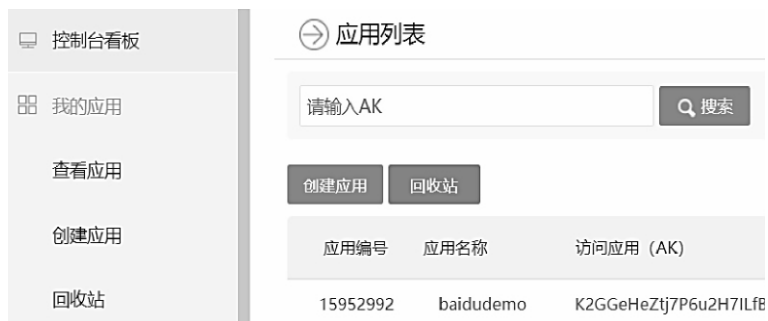 控制台看板
我的应用
查看应用
创建应用
回收站
应用列表
请输入AK
搜索
创建应用 回收站
应用编号 应用名称 访问应用（AK)
15952992 baidudemo K2GGeHeZtj7P6u2H7ILfB